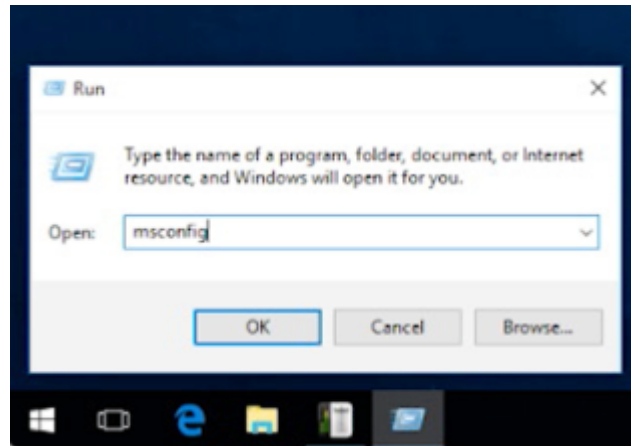 Run
Type the name of a program, folder, document, or Internet
resource, and Windows will open it for you.
Open:
msconfig
OK
Cancel
Browse...